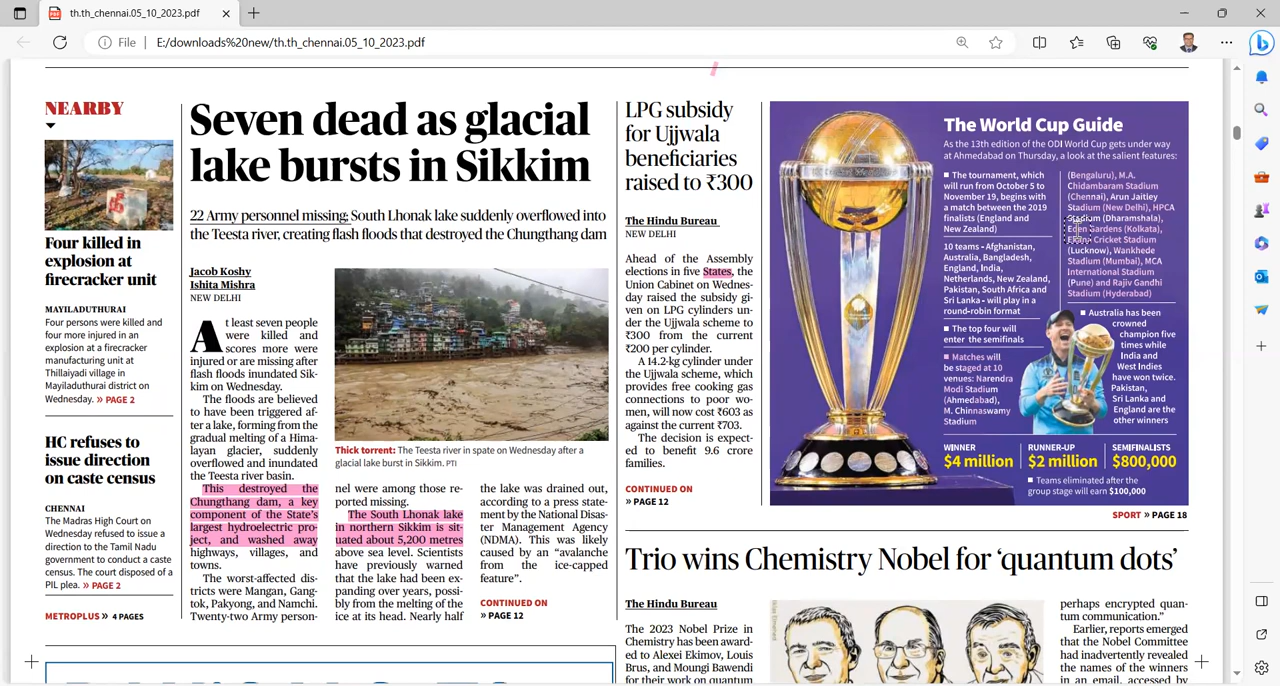 th.th_chennai.05_10_2023.pdf
File
E:/downloads%20new/th.th_chennai.05_10_2023.pdf
NEARBY
Four killed in
explosion at
firecracker unit
MAYILADUTHURAI
Four persons were killed and
four more injured in an
explosion at a firecracker
manufacturing unit at
Thillaiyadi village in
Mayiladuthurai district on
Wednesday. » PAGE 2
HC refuses to
issue direction
on caste census
CHENNAI
The Madras High Court on
Wednesday refused to issue a
direction to the Tamil Nadu
government to conduct a caste
census. The court disposed of a
PIL plea. » PAGE 2
METROPLUS » 4 PAGES
Seven dead as glacial
lake bursts in Sikkim
22 Army personnel missing; South Lhonak lake suddenly overflowed into
the Teesta river, creating flash floods that destroyed the Chungthang dam
Jacob Koshy
Ishita Mishra
NEW DELHI
At least seven people
were killed and
scores more were
injured or are missing after
flash floods inundated Sik-
kim on Wednesday.
The floods are believed
to have been triggered af-
ter a lake, forming from the
gradual melting of a Hima-
layan glacier, suddenly
overflowed and inundated
the Teesta river basin.
This destroyed the
Chungthang dam, a key
component of the State's
largest hydroelectric pro-
ject, and washed away
highways, villages, and
towns.
The worst-affected dis-
tricts were Mangan, Gang-
tok, Pakyong, and Namchi.
Twenty-two Army person-
Thick torrent: The Teesta river in spate on Wednesday after a
glacial lake burst in Sikkim. PTI
nel were among those re-
ported missing.
The South Lhonak lake
in northern Sikkim is sit-
uated about 5,200 metres
above sea level. Scientists
have previously warned
that the lake had been ex-
panding over years, possi-
bly from the melting of the
ice at its head. Nearly half
the lake was drained out,
according to a press state-
ment by the National Disas-
ter Management Agency
(NDMA). This was likely
caused by an "avalanche
from the ice-capped
feature".
CONTINUED ON
» PAGE 12
LPG subsidy
for Ujjwala
beneficiaries
raised to ₹300
The Hindu Bureau
NEW DELHI
Ahead of the Assembly
elections in five States, the
Union Cabinet on Wednes-
day raised the subsidy gi-
ven on LPG cylinders un-
der the Ujjwala scheme to
₹300 from the current
₹200 per cylinder.
A 14.2-kg cylinder under
the Ujjwala scheme, which
provides free cooking gas
connections to poor wo-
men, will now cost ₹603 as
against the current ₹703.
The decision is expect-
ed to benefit 9.6 crore
families.
CONTINUED ON
» PAGE 12
The World Cup Guide
As the 13th edition of the ODI World Cup gets under way
at Ahmedabad on Thursday, a look at the salient features:
■ The tournament, which
will run from October 5 to
November 19, begins with
a match between the 2019
finalists (England and
New Zealand)
10 teams - Afghanistan,
Australia, Bangladesh,
England, India,
Netherlands, New Zealand,
Pakistan, South Africa and
Sri Lanka - will play in a
round-robin format
■ The top four will
enter the semifinals
■ Matches will
be staged at 10
venues: Narendra
Modi Stadium
(Ahmedabad),
M. Chinnaswamy
Stadium
(Bengaluru), M.A.
Chidambaram Stadium
(Chennai), Arun Jaitley
Stadium (New Delhi), HPCA
Stadium (Dharamshala),
Eden Gardens (Kolkata),
Ekana Cricket Stadium
(Lucknow), Wankhede
Stadium (Mumbai), MCA
International Stadium
(Pune) and Rajiv Gandhi
Stadium (Hyderabad)
■ Australia has been
crowned
champion five
times while
India and
West Indies
have won twice.
Pakistan,
Sri Lanka and
England are the
other winners
WINNER
$4 million
RUNNER-UP
$2 million
SEMIFINALISTS
$800,000
■ Teams eliminated after the
group stage will earn $100,000
SPORT » PAGE 18
Trio wins Chemistry Nobel for 'quantum dots'
The Hindu Bureau
The 2023 Nobel Prize in
Chemistry has been award-
ed to Alexei Ekimov, Louis
Brus, and Moungi Bawendi
for their work on quantum
perhaps encrypted quan-
tum communication."
Earlier, reports emerged
that the Nobel Committee
had inadvertently revealed
the names of the winners
in an email, accessed by